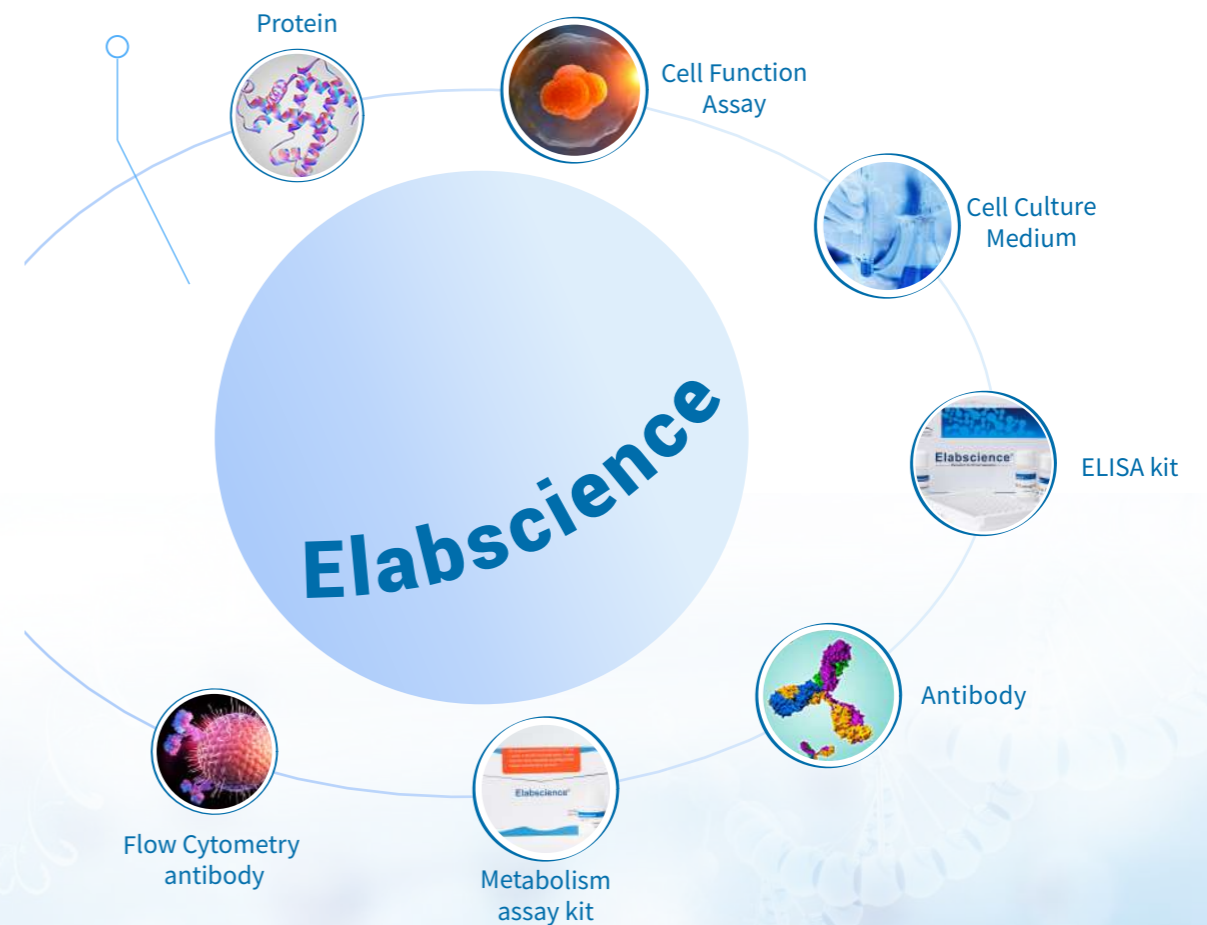 Protein
Cell Function
Assay
Cell Culture
Medium
Elabscience
Elabscience®
ELISA kit
Antibody
Elabscience®
Flow Cytometry
antibody
Metabolism
assay kit